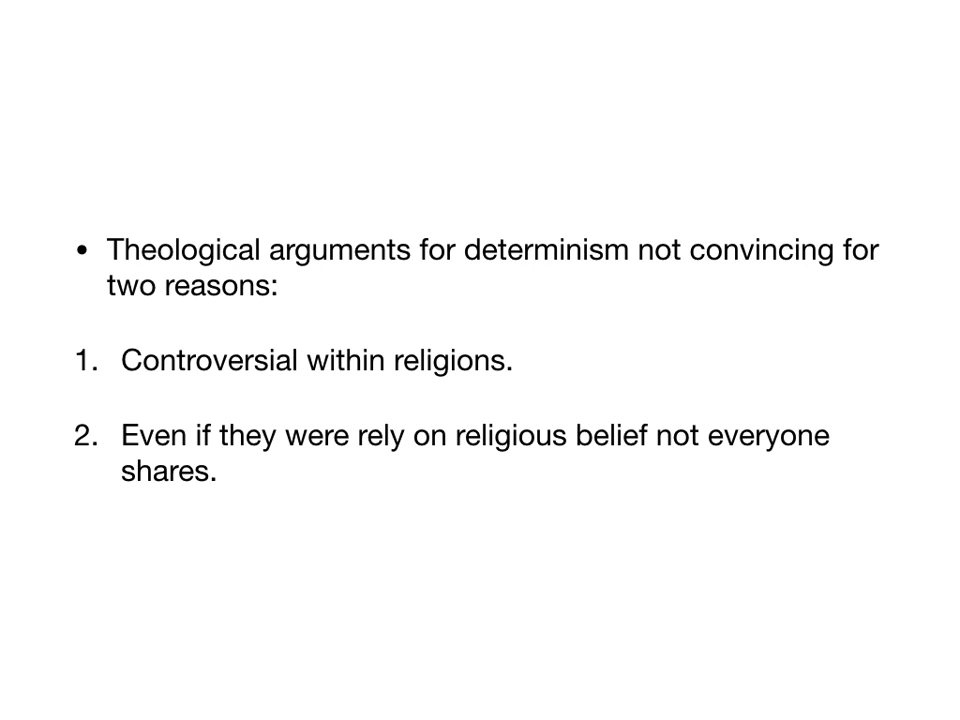 • Theological arguments for determinism not convincing for
two reasons:
1. Controversial within religions.
2. Even if they were rely on religious belief not everyone
shares.